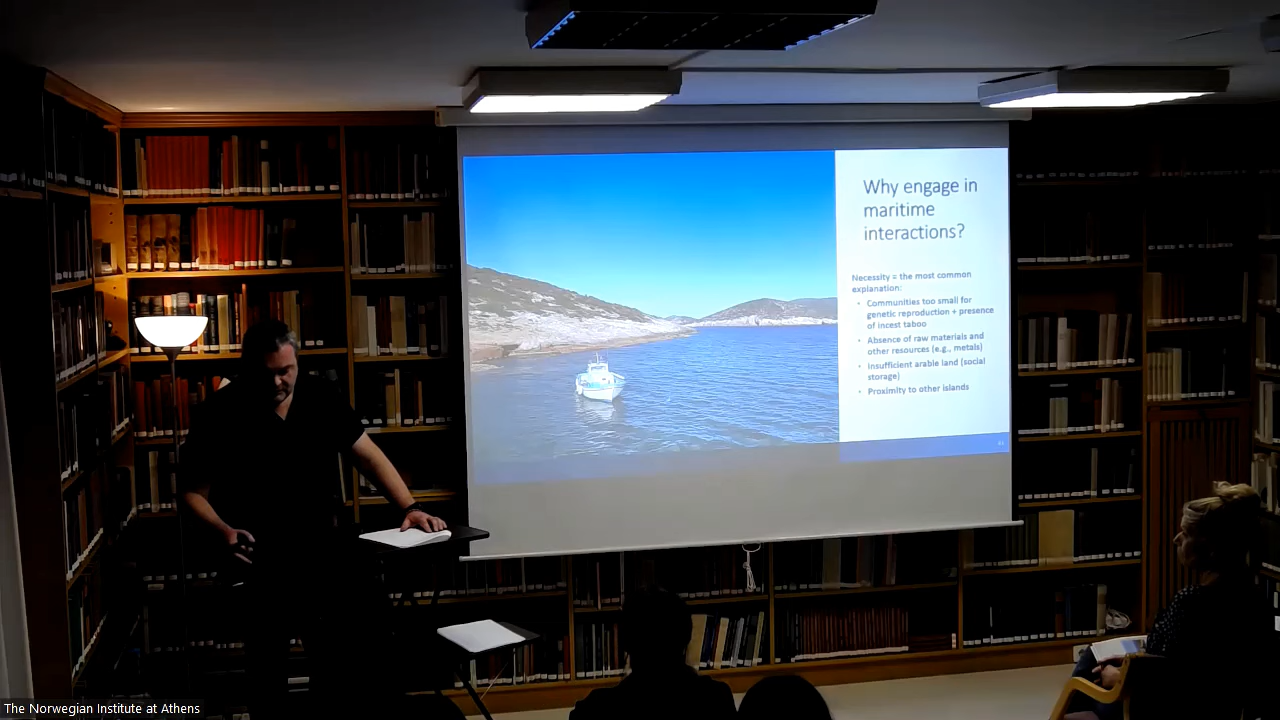 Why engage in
maritime
interactions?
Necessity = the most common
explanation:
• Communities too small for
genetic reproduction + presence
of incest taboo
• Absence of raw materials and
other resources (e.g., metals)
• Insufficient arable land (social
storage)
• Proximity to other islands
The Norwegian Institute at Athens